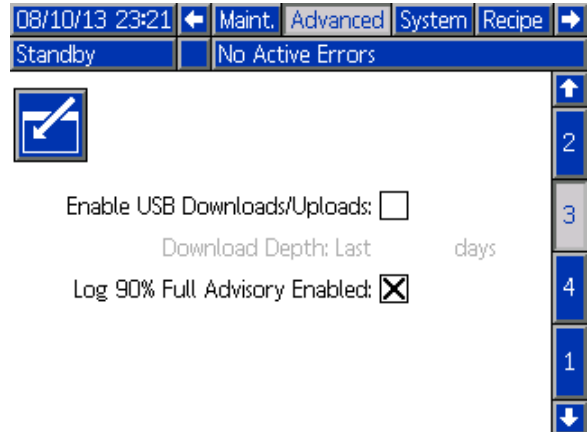 08/10/13 23:21 Maint. Advanced System Recipe
Standby No Active Errors
2
Enable USB Downloads/Uploads:
3
Download Depth: Last days
Log 90% Full Advisory Enabled:
4
1